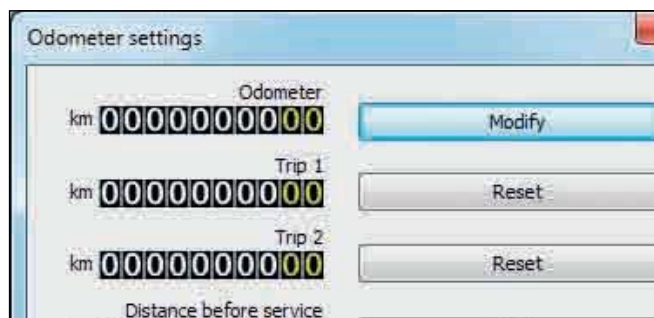 Odometer settings
Odometer
km 0000000000 Modify
Trip 1
km 0000000000 Reset
Trip 2
km 0000000000 Reset
Distance before service